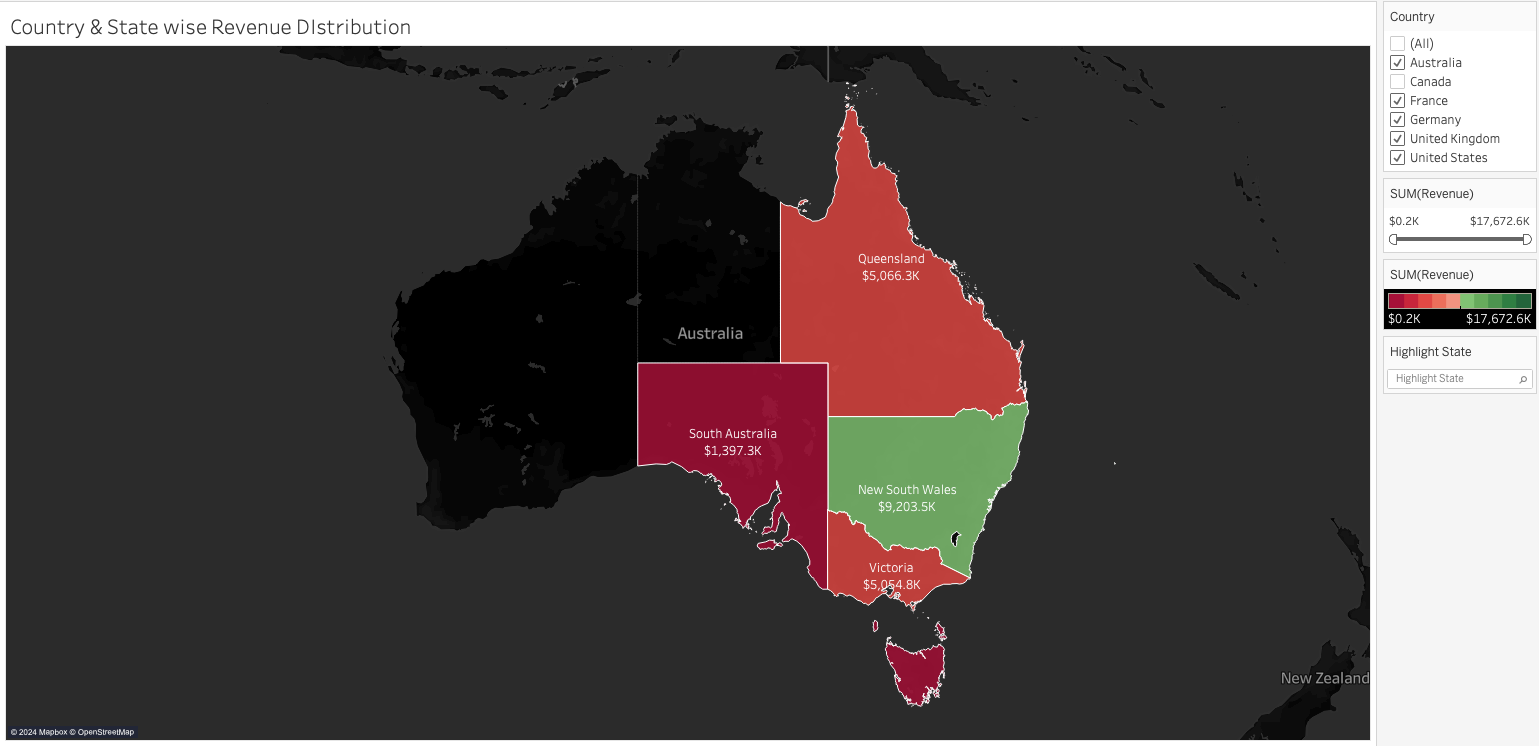 Country & State wise Revenue DIstribution
Queensland
$5,066.3K
Australia
South Australia
$1,397.3K
New South Wales
$9,203.5K
Victoria
$5,054.8K
New Zealand
© 2024 Mapbox © OpenStreetMap
Country
(All)
Australia
Canada
France
Germany
United Kingdom
United States
SUM(Revenue)
$0.2K $17,672.6K
SUM(Revenue)
$0.2K $17,672.6K
Highlight State
Highlight State